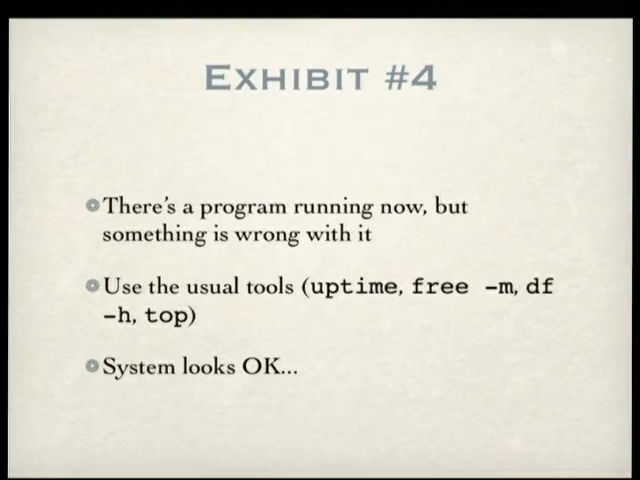 Exhibit #4
There's a program running now, but
something is wrong with it
Use the usual tools (uptime, free -m, df
-h, top)
System looks OK...